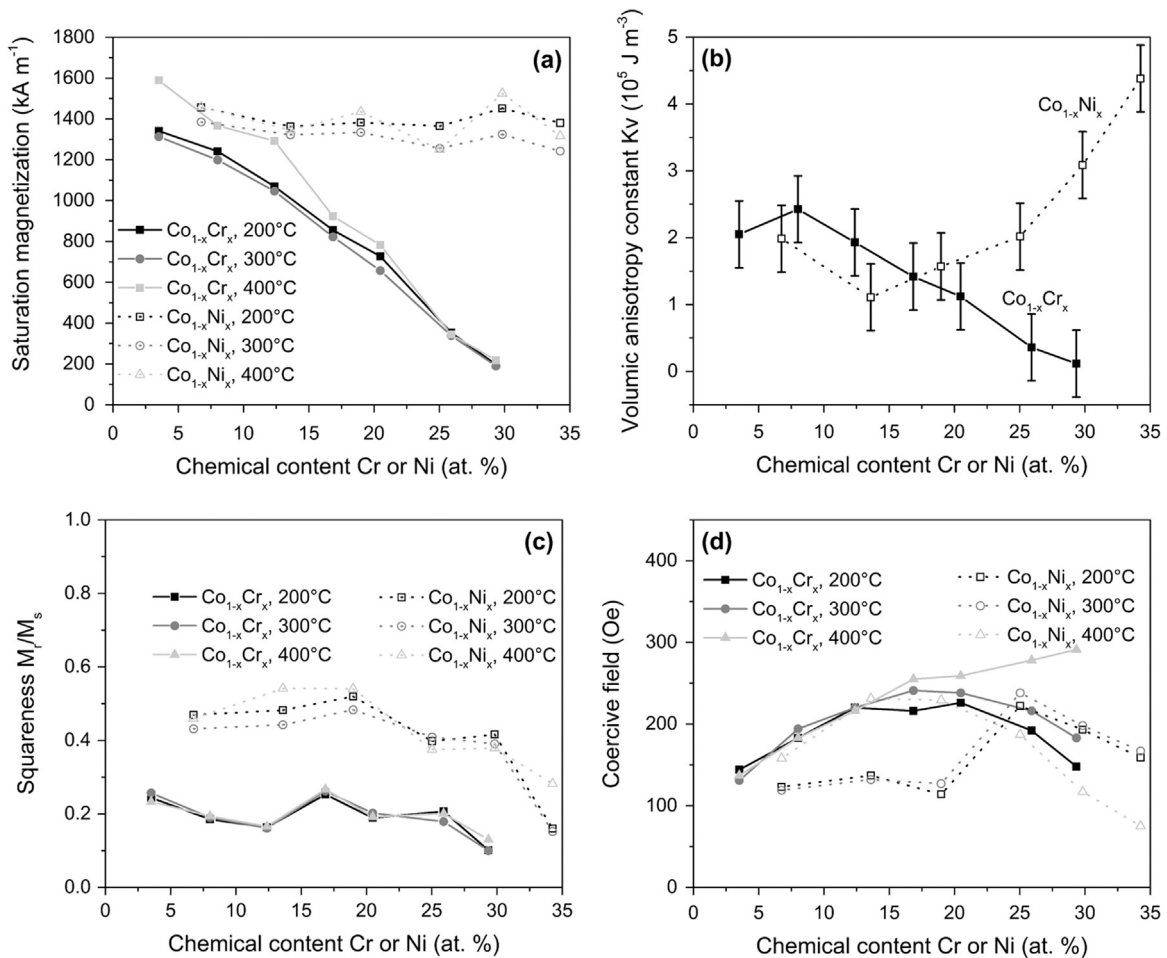 (a)
Saturation magnetization (kA m⁻¹)
1800
1600
1400
1200
1000
800
600
400
200
0
Co₁₋ₓCrₓ, 200°C
Co₁₋ₓCrₓ, 300°C
Co₁₋ₓCrₓ, 400°C
Co₁₋ₓNiₓ, 200°C
Co₁₋ₓNiₓ, 300°C
Co₁₋ₓNiₓ, 400°C
0 5 10 15 20 25 30 35
Chemical content Cr or Ni (at. %)
(b)
Volumic anisotropy constant Kv (10⁵ J m⁻³)
5
4
3
2
1
0
Co₁₋ₓNiₓ
Co₁₋ₓCrₓ
0 5 10 15 20 25 30 35
Chemical content Cr or Ni (at. %)
(c)
Squareness Mᵣ/Mₛ
1.0
0.8
0.6
0.4
0.2
0.0
Co₁₋ₓCrₓ, 200°C Co₁₋ₓNiₓ, 200°C
Co₁₋ₓCrₓ, 300°C Co₁₋ₓNiₓ, 300°C
Co₁₋ₓCrₓ, 400°C Co₁₋ₓNiₓ, 400°C
0 5 10 15 20 25 30 35
Chemical content Cr or Ni (at. %)
(d)
Coercive field (Oe)
400
300
200
100
0
Co₁₋ₓCrₓ, 200°C Co₁₋ₓNiₓ, 200°C
Co₁₋ₓCrₓ, 300°C Co₁₋ₓNiₓ, 300°C
Co₁₋ₓCrₓ, 400°C Co₁₋ₓNiₓ, 400°C
0 5 10 15 20 25 30 35
Chemical content Cr or Ni (at. %)